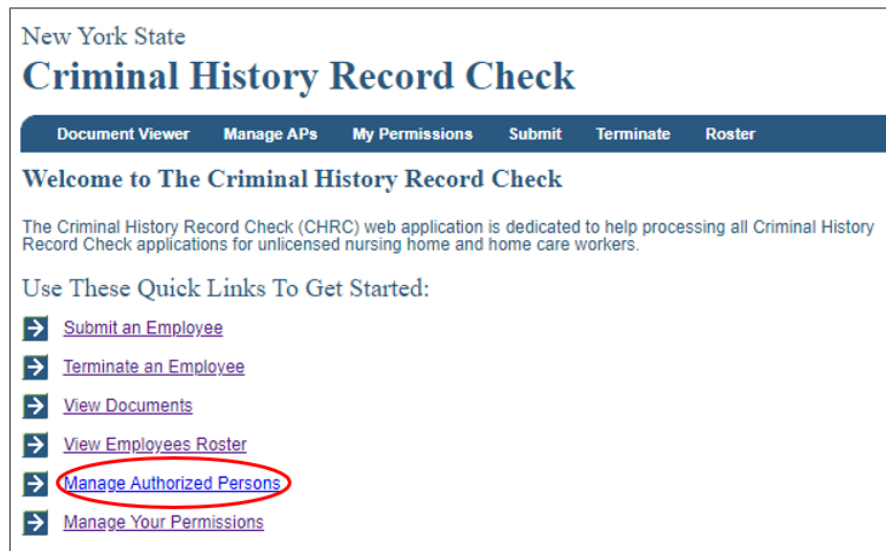 New York State
Criminal History Record Check
Document Viewer Manage APs My Permissions Submit Terminate Roster
Welcome to The Criminal History Record Check
The Criminal History Record Check (CHRC) web application is dedicated to help processing all Criminal History
Record Check applications for unlicensed nursing home and home care workers.
Use These Quick Links To Get Started:
Submit an Employee
Terminate an Employee
View Documents
View Employees Roster
Manage Authorized Persons
Manage Your Permissions